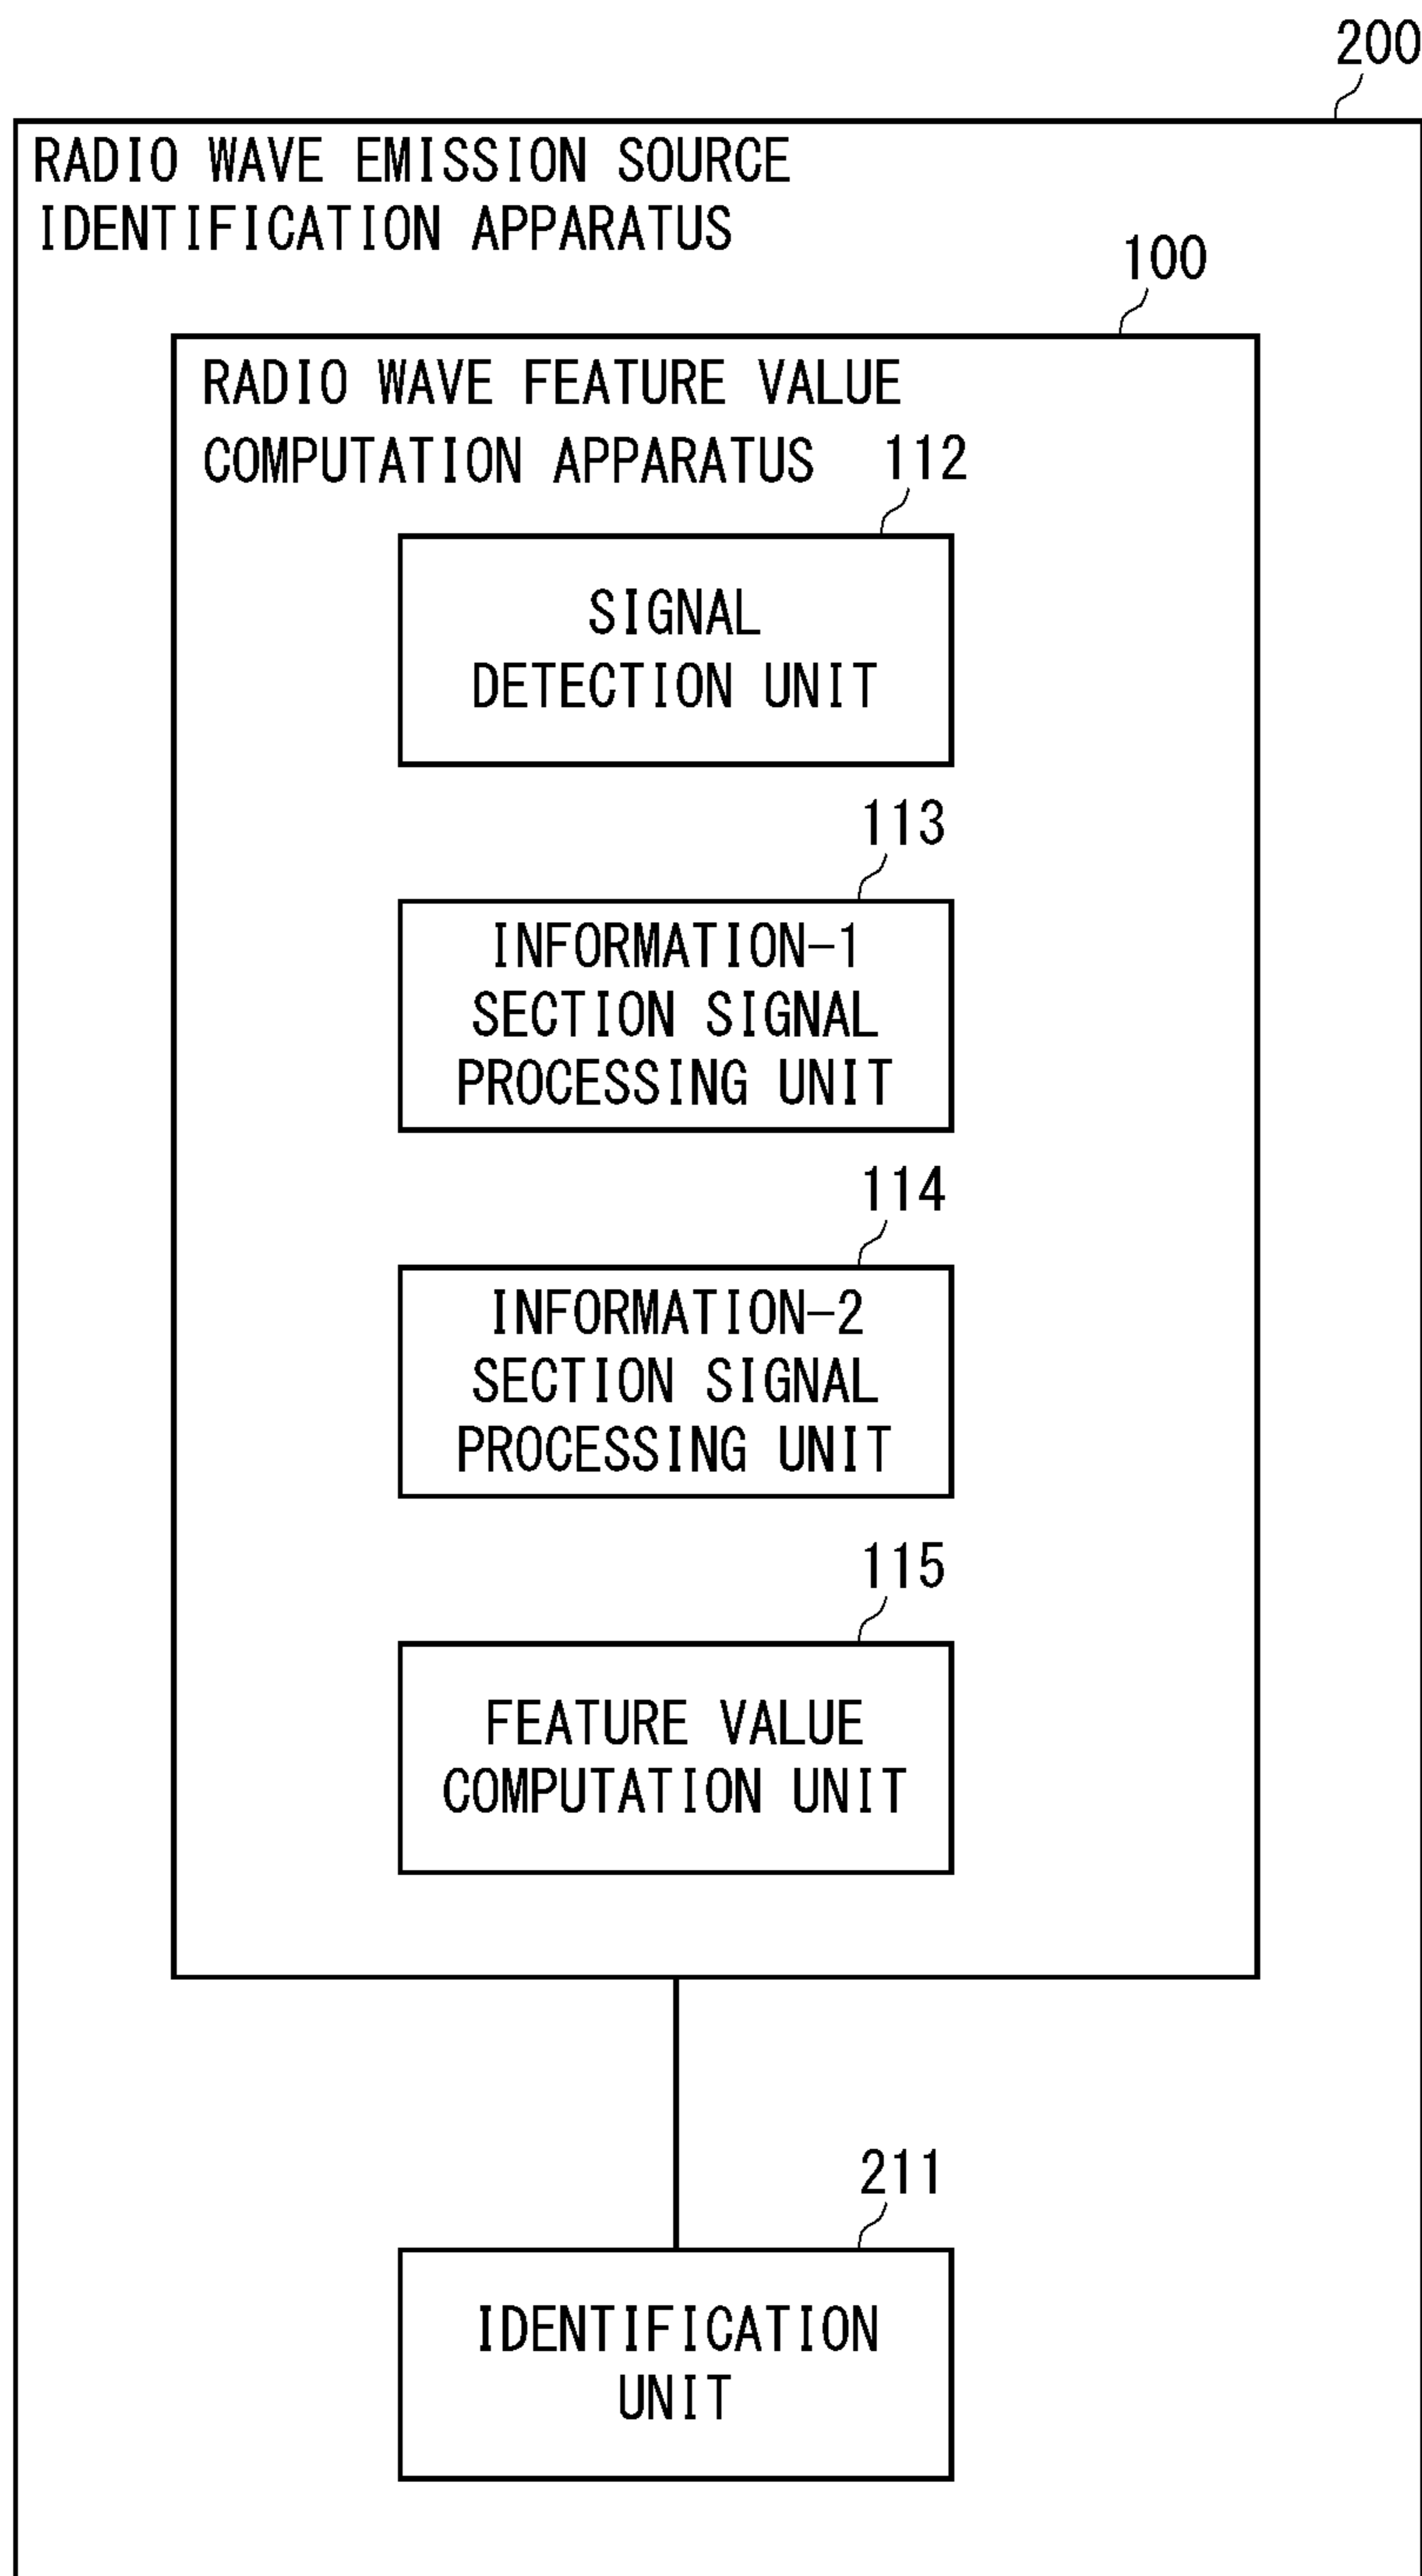 200
RADIO WAVE EMISSION SOURCE
IDENTIFICATION APPARATUS
100
RADIO WAVE FEATURE VALUE
COMPUTATION APPARATUS
112
SIGNAL
DETECTION UNIT
113
INFORMATION-1
SECTION SIGNAL
PROCESSING UNIT
114
INFORMATION-2
SECTION SIGNAL
PROCESSING UNIT
115
FEATURE VALUE
COMPUTATION UNIT
211
IDENTIFICATION
UNIT